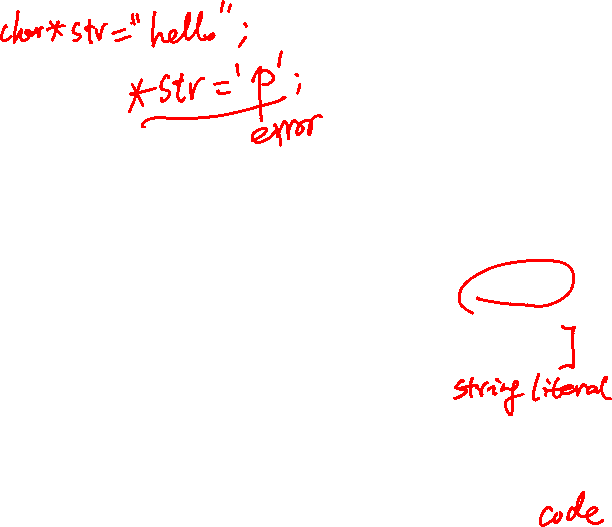 char*str="hello";
*str='p';
error
string literal
code